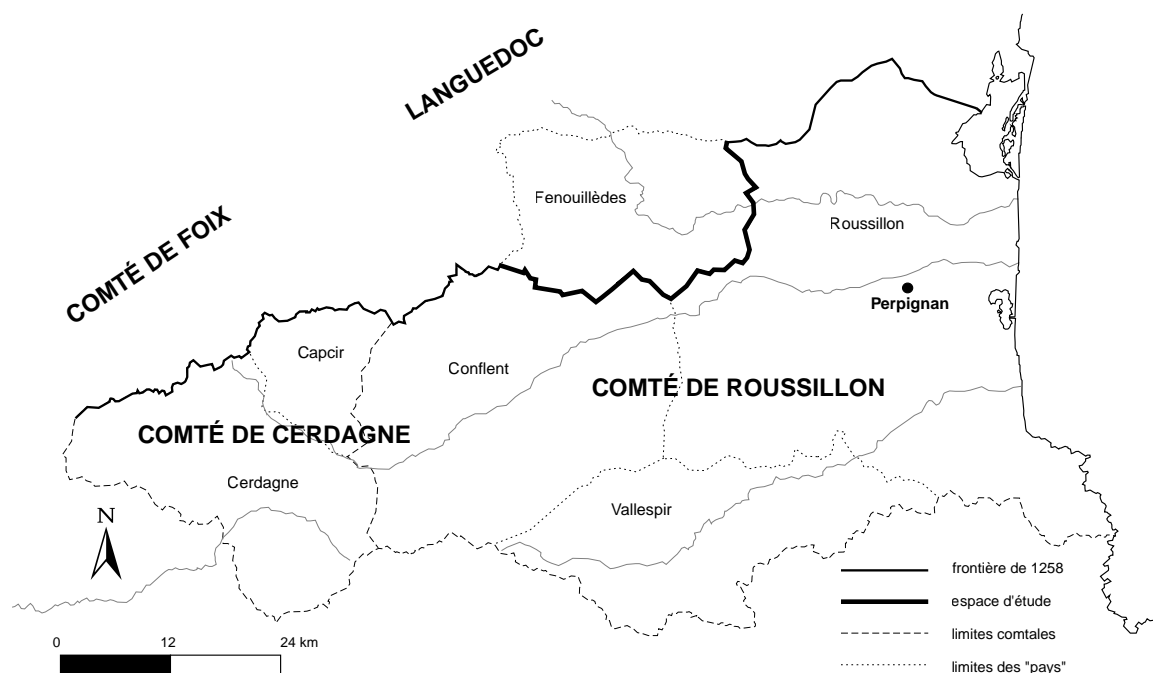 LANGUEDOC
COMTÉ DE FOIX
Fenouillèdes
Roussillon
Perpignan
Capcir
Conflent
COMTÉ DE ROUSSILLON
COMTÉ DE CERDAGNE
Cerdagne
Vallespir
N
0 12 24 km
frontière de 1258
espace d'étude
limites comtales
limites des "pays"